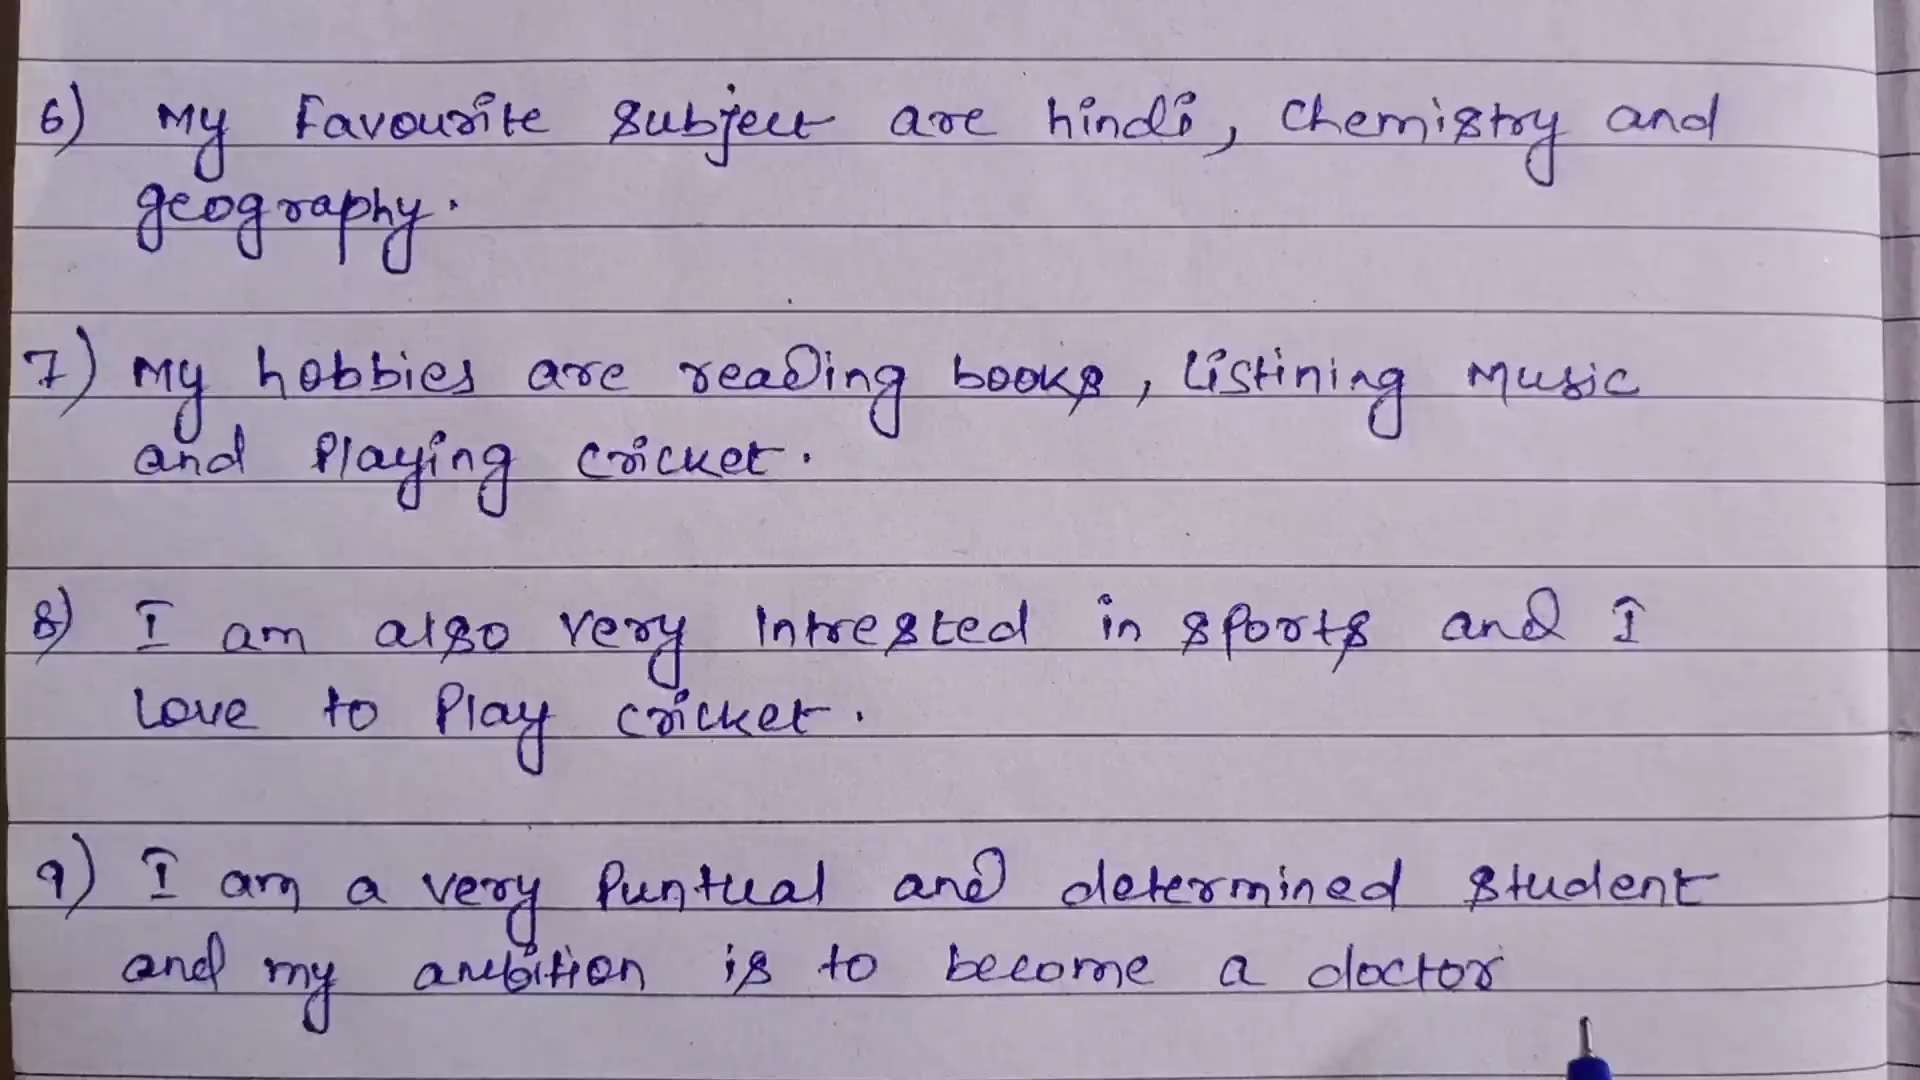 6) My Favourite subject are hindi, Chemistry and
geography.
7) My hobbies are reading books, Listining Music
and Playing cricket.
8) I am also very Intrested in sports and I
Love to Play cricket.
9) I am a very Puntual and determined student
and my ambition is to become a doctor